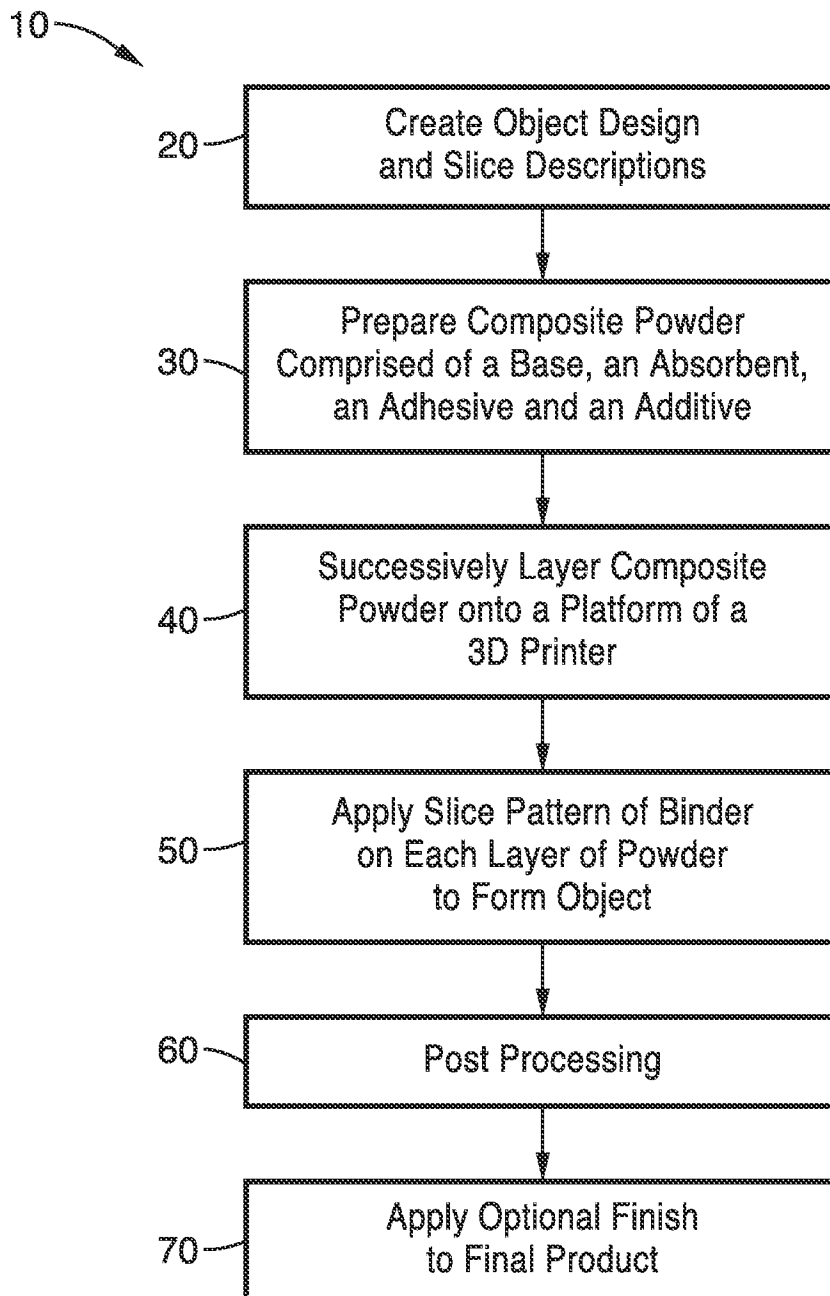 10
20
Create Object Design
and Slice Descriptions
30
Prepare Composite Powder
Comprised of a Base, an Absorbent,
an Adhesive and an Additive
40
Successively Layer Composite
Powder onto a Platform of a
3D Printer
50
Apply Slice Pattern of Binder
on Each Layer of Powder
to Form Object
60
Post Processing
70
Apply Optional Finish
to Final Product